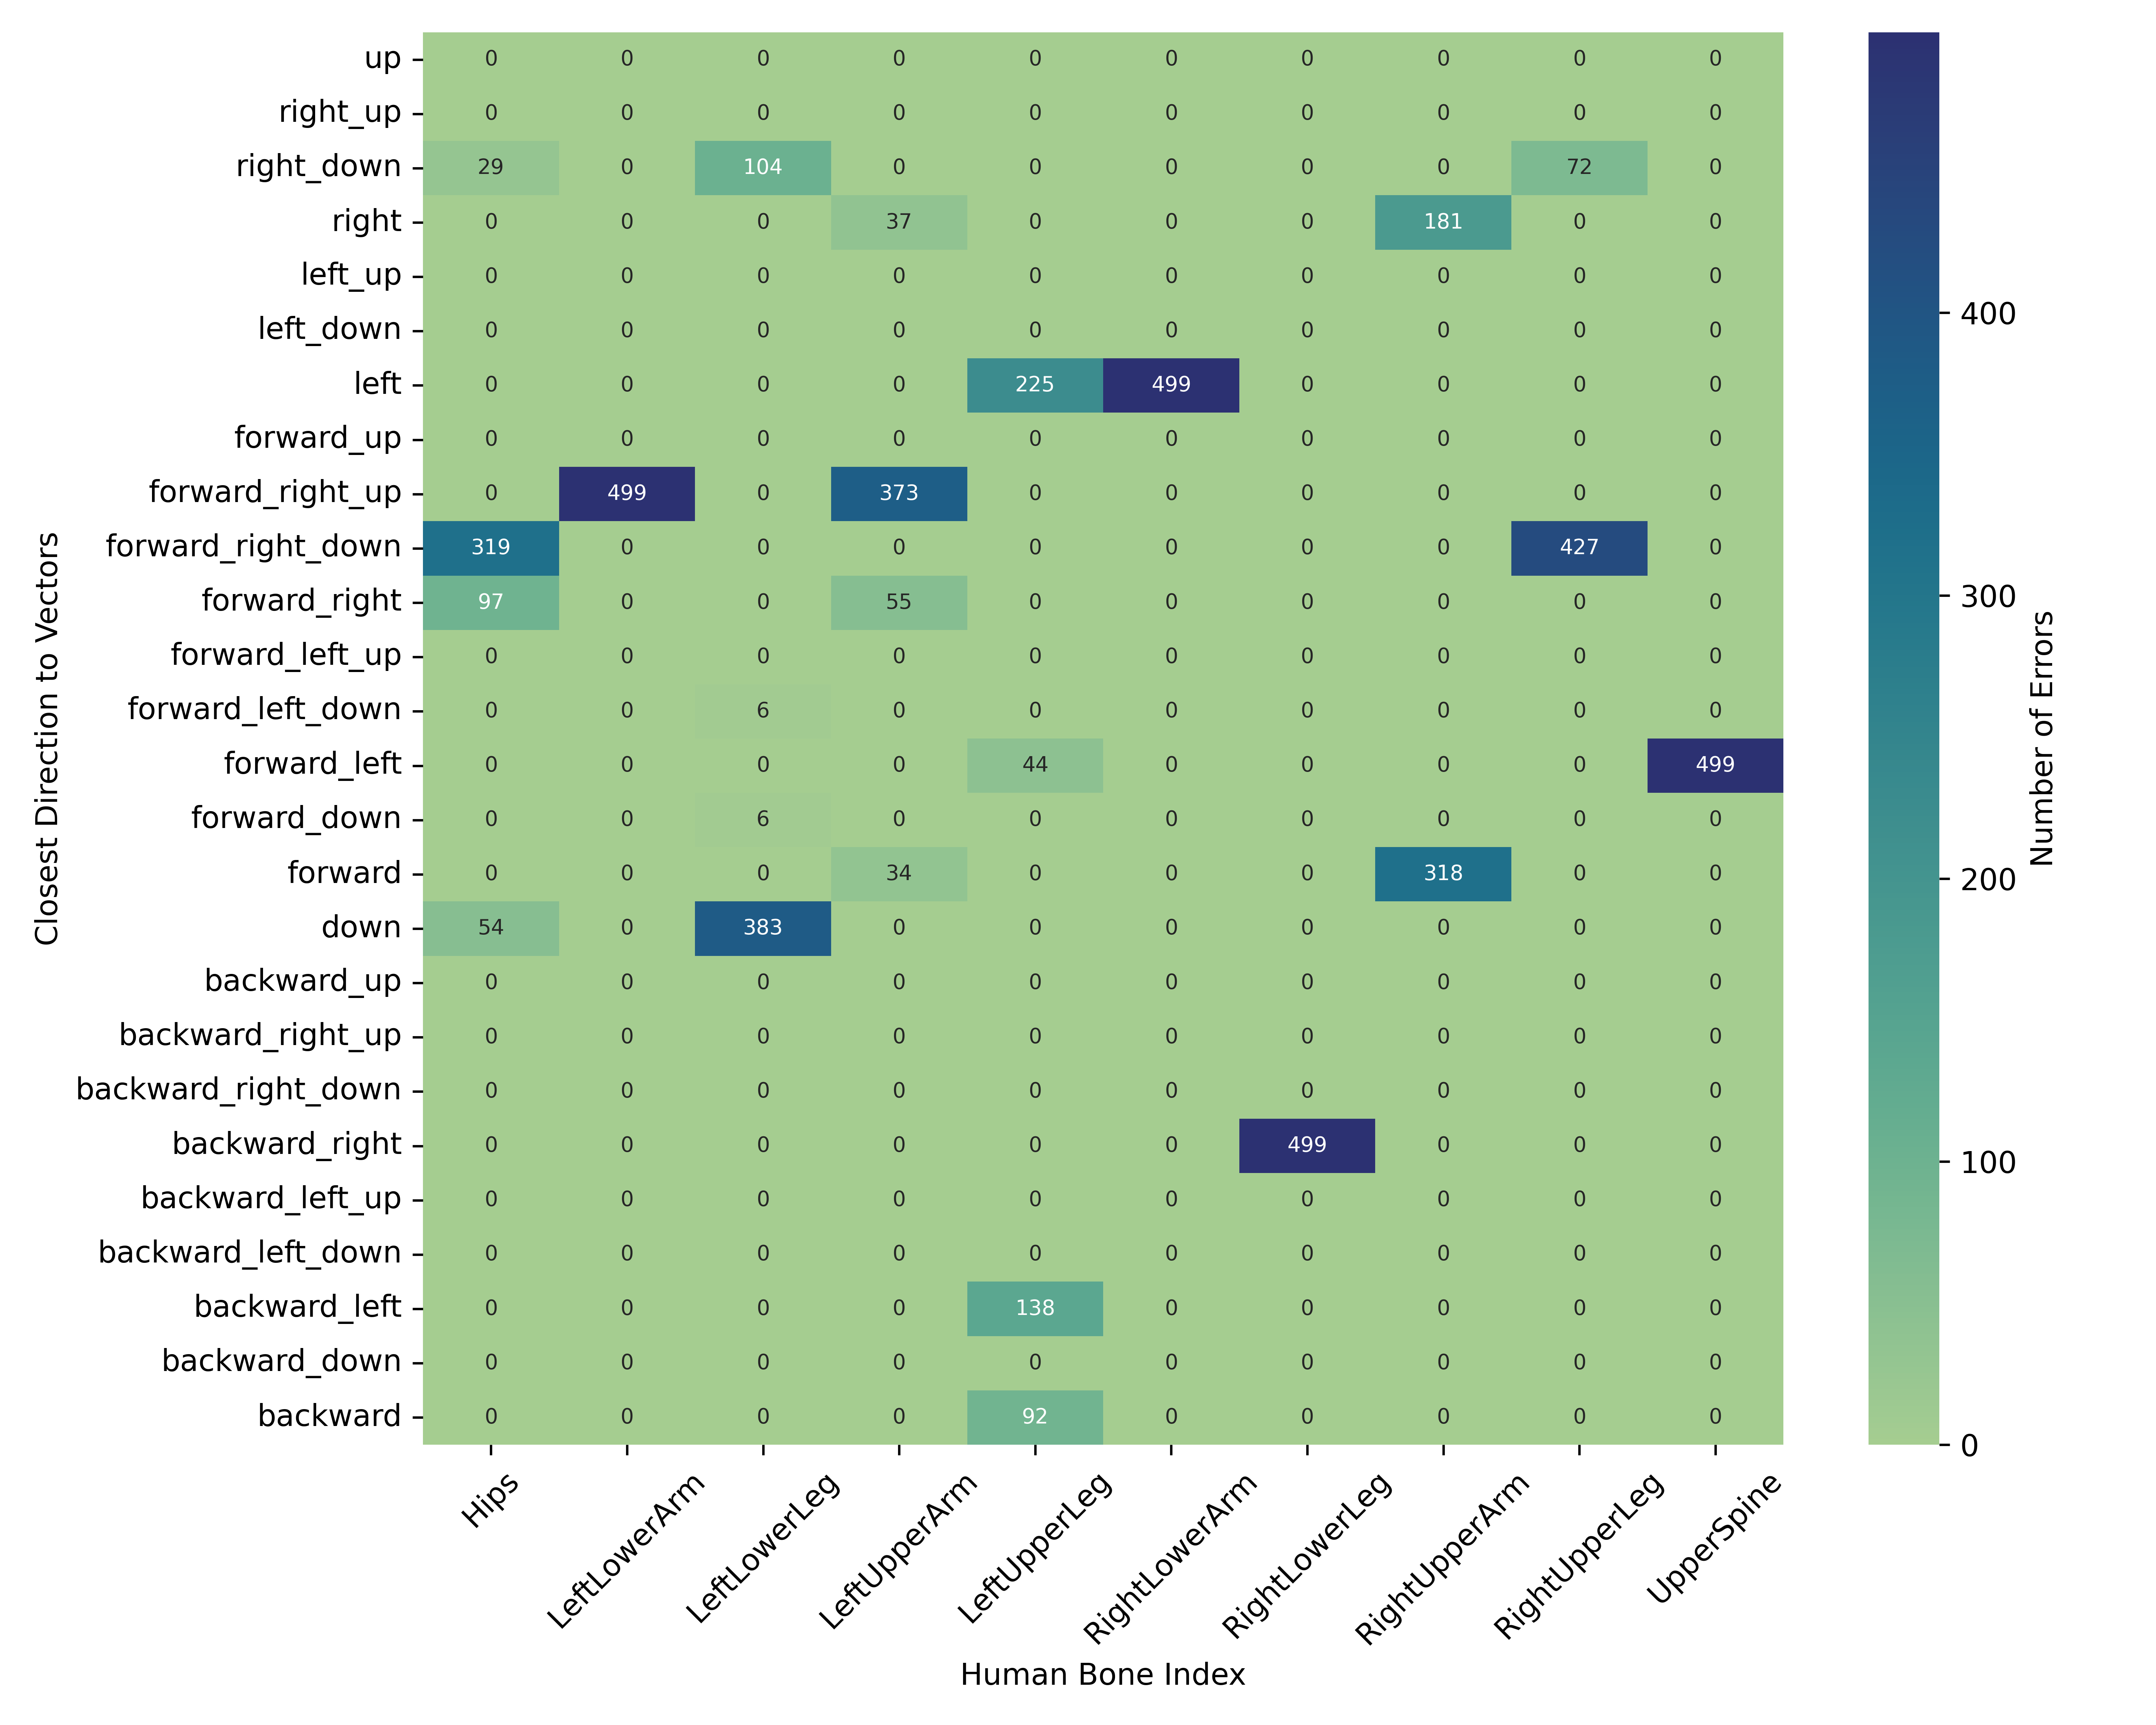 up 0 0 0 0 0 0 0 0 0 0
right_up 0 0 0 0 0 0 0 0 0 0
right_down 29 0 104 0 0 0 0 0 72 0
right 0 0 0 37 0 0 0 181 0 0
left_up 0 0 0 0 0 0 0 0 0 0
left_down 0 0 0 0 0 0 0 0 0 0
left 0 0 0 0 225 499 0 0 0 0
forward_up 0 0 0 0 0 0 0 0 0 0
forward_right_up 0 499 0 373 0 0 0 0 0 0
forward_right_down 319 0 0 0 0 0 0 0 427 0
forward_right 97 0 0 55 0 0 0 0 0 0
forward_left_up 0 0 0 0 0 0 0 0 0 0
forward_left_down 0 0 6 0 0 0 0 0 0 0
forward_left 0 0 0 0 44 0 0 0 0 499
forward_down 0 0 6 0 0 0 0 0 0 0
forward 0 0 0 34 0 0 0 318 0 0
down 54 0 383 0 0 0 0 0 0 0
backward_up 0 0 0 0 0 0 0 0 0 0
backward_right_up 0 0 0 0 0 0 0 0 0 0
backward_right_down 0 0 0 0 0 0 0 0 0 0
backward_right 0 0 0 0 0 0 499 0 0 0
backward_left_up 0 0 0 0 0 0 0 0 0 0
backward_left_down 0 0 0 0 0 0 0 0 0 0
backward_left 0 0 0 0 138 0 0 0 0 0
backward_down 0 0 0 0 0 0 0 0 0 0
backward 0 0 0 0 92 0 0 0 0 0
Closest Direction to Vectors
Hips
LeftLowerArm
LeftLowerLeg
LeftUpperArm
LeftUpperLeg
RightLowerArm
RightLowerLeg
RightUpperArm
RightUpperLeg
UpperSpine
Human Bone Index
400
300
200
100
0
Number of Errors